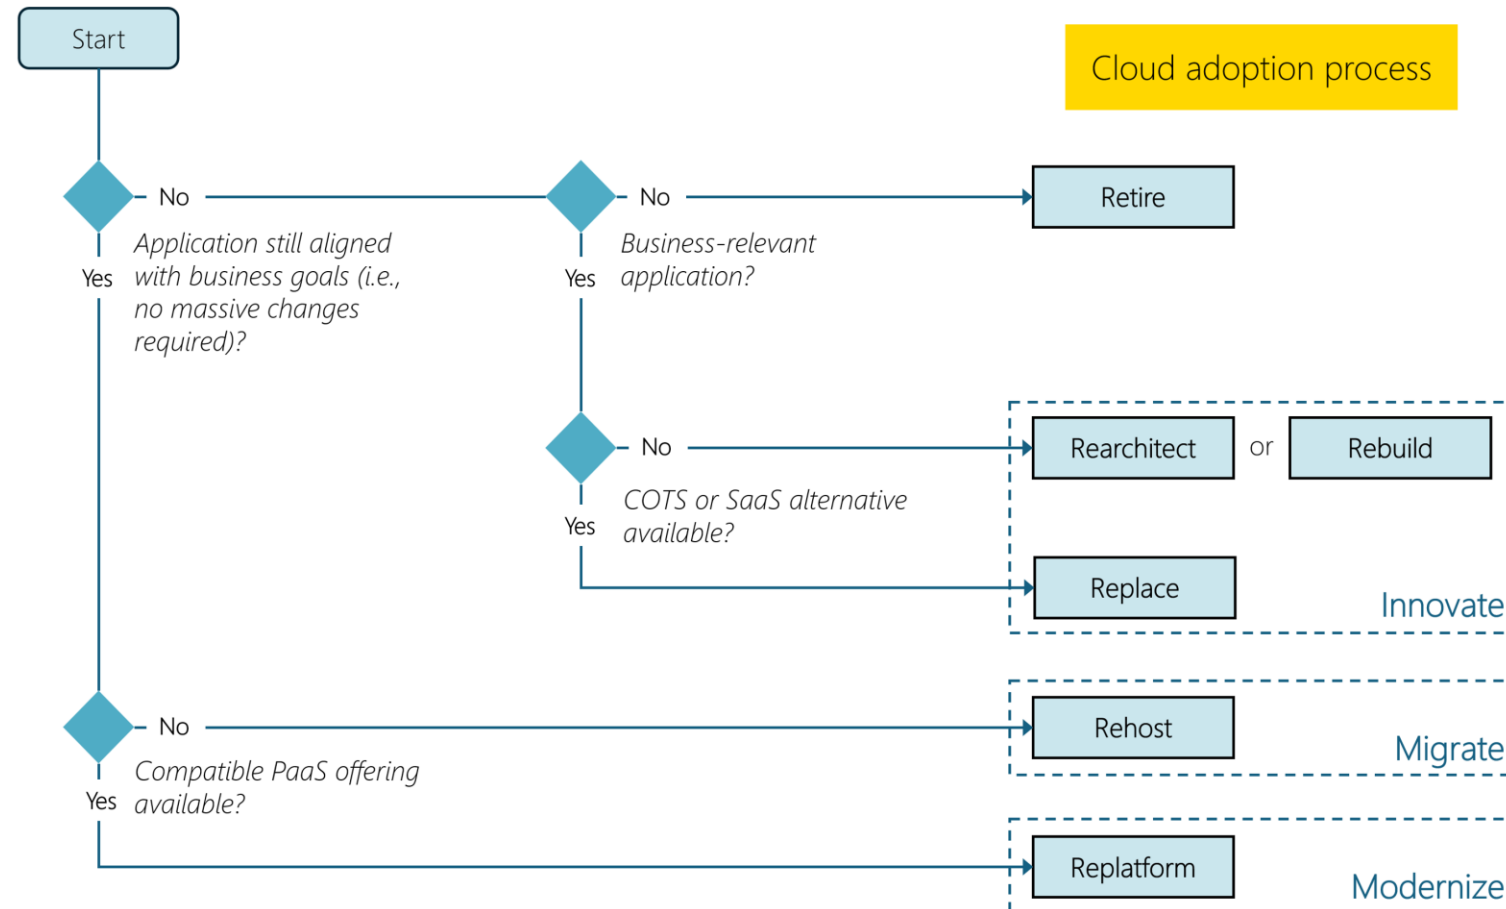 Start
Cloud adoption process
No
No
Retire
Application still aligned
with business goals (i.e.,
no massive changes
required)?
Yes
Business-relevant
application?
Yes
No
Rearchitect
or
Rebuild
COTS or SaaS alternative
available?
Yes
Replace
Innovate
No
Rehost
Migrate
Compatible PaaS offering
available?
Yes
Replatform
Modernize